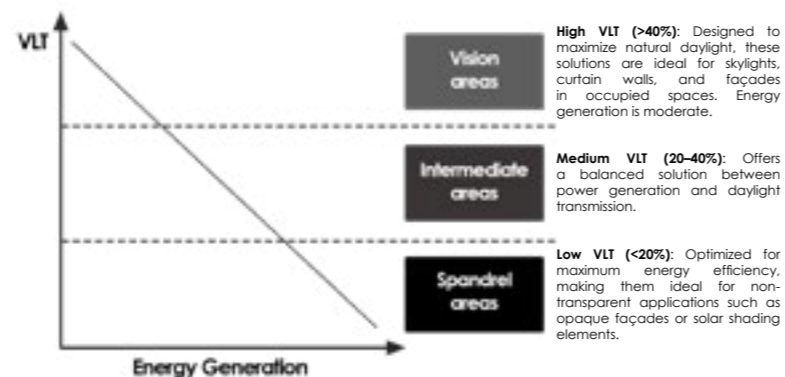 VLT
Vision
areas
High VLT (>40%): Designed to
maximize natural daylight, these
solutions are ideal for skylights,
curtain walls, and façades
in occupied spaces. Energy
generation is moderate.
Intermediate
areas
Medium VLT (20–40%): Offers
a balanced solution between
power generation and daylight
transmission.
Spandrel
areas
Low VLT (<20%): Optimized for
maximum energy efficiency,
making them ideal for non-
transparent applications such as
opaque façades or solar shading
elements.
Energy Generation